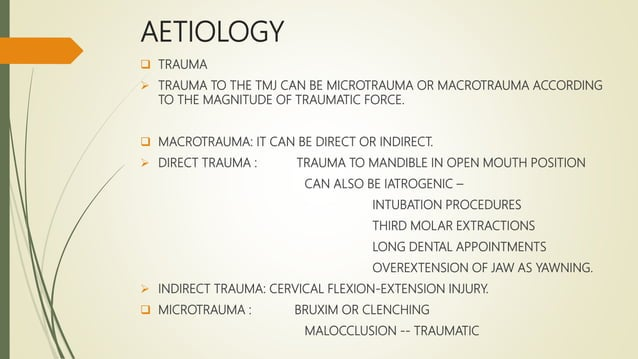 AETIOLOGY
❑ TRAUMA
➢ TRAUMA TO THE TMJ CAN BE MICROTRAUMA OR MACROTRAUMA ACCORDING
TO THE MAGNITUDE OF TRAUMATIC FORCE.
❑ MACROTRAUMA: IT CAN BE DIRECT OR INDIRECT.
➢ DIRECT TRAUMA : TRAUMA TO MANDIBLE IN OPEN MOUTH POSITION
CAN ALSO BE IATROGENIC –
INTUBATION PROCEDURES
THIRD MOLAR EXTRACTIONS
LONG DENTAL APPOINTMENTS
OVEREXTENSION OF JAW AS YAWNING.
➢ INDIRECT TRAUMA: CERVICAL FLEXION-EXTENSION INJURY.
❑ MICROTRAUMA : BRUXIM OR CLENCHING
MALOCCLUSION -- TRAUMATIC